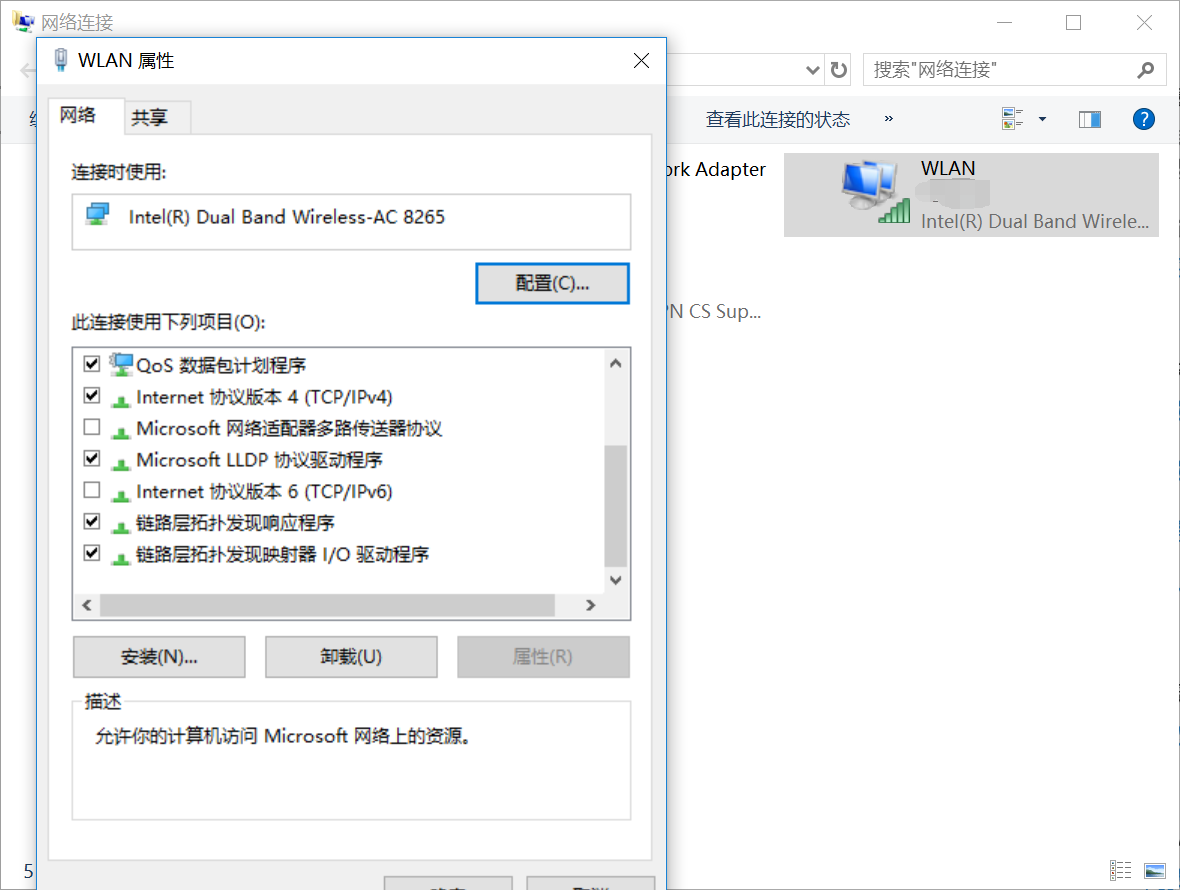 网络连接
WLAN 属性
搜索"网络连接"
网络
共享
查看此连接的状态
»
连接时使用:
Adapter
WLAN
Intel(R) Dual Band Wireless-AC 8265
Intel(R) Dual Band Wirele...
配置(C)...
CS Sup...
此连接使用下列项目(O):
QoS 数据包计划程序
Internet 协议版本 4 (TCP/IPv4)
Microsoft 网络适配器多路传送器协议
Microsoft LLDP 协议驱动程序
Internet 协议版本 6 (TCP/IPv6)
链路层拓扑发现响应程序
链路层拓扑发现映射器 I/O 驱动程序
安装(N)...
卸载(U)
属性(R)
描述
允许你的计算机访问 Microsoft 网络上的资源。
5